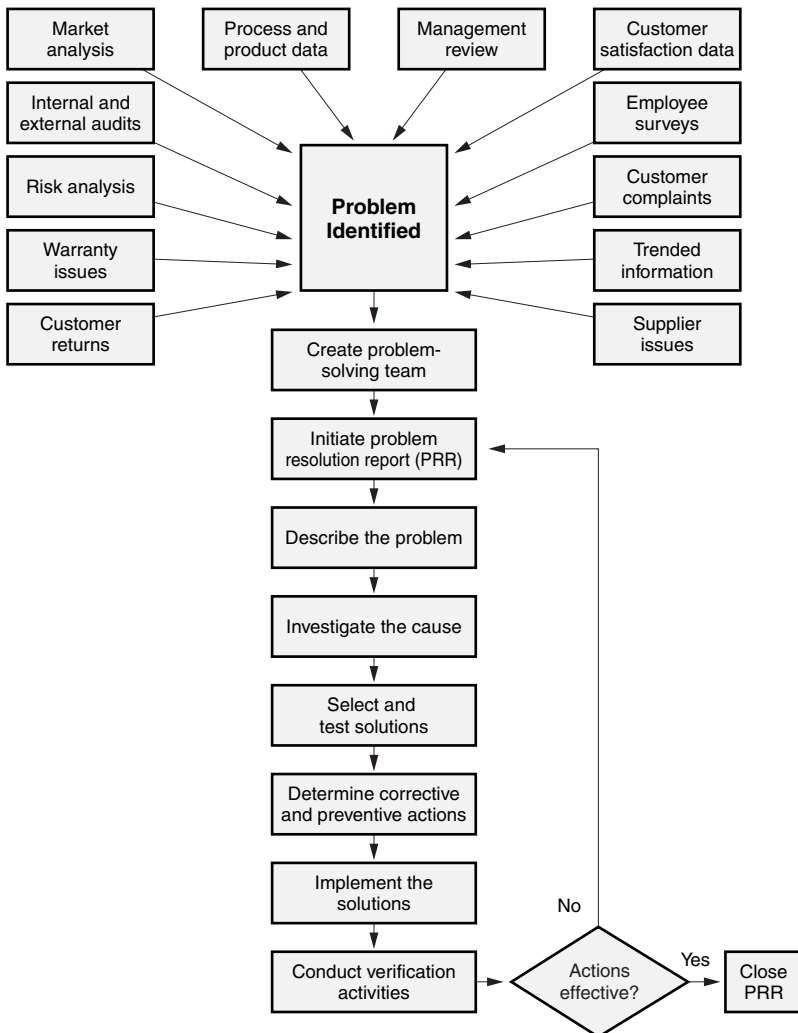 Market
analysis
Process and
product data
Management
review
Customer
satisfaction data
Internal and
external audits
Employee
surveys
Risk analysis
Problem
Identified
Customer
complaints
Warranty
issues
Trended
information
Customer
returns
Supplier
issues
Create problem-
solving team
Initiate problem
resolution report (PRR)
Describe the problem
Investigate the cause
Select and
test solutions
Determine corrective
and preventive actions
Implement the
solutions
No
Conduct verification
activities
Actions
effective?
Yes
Close
PRR